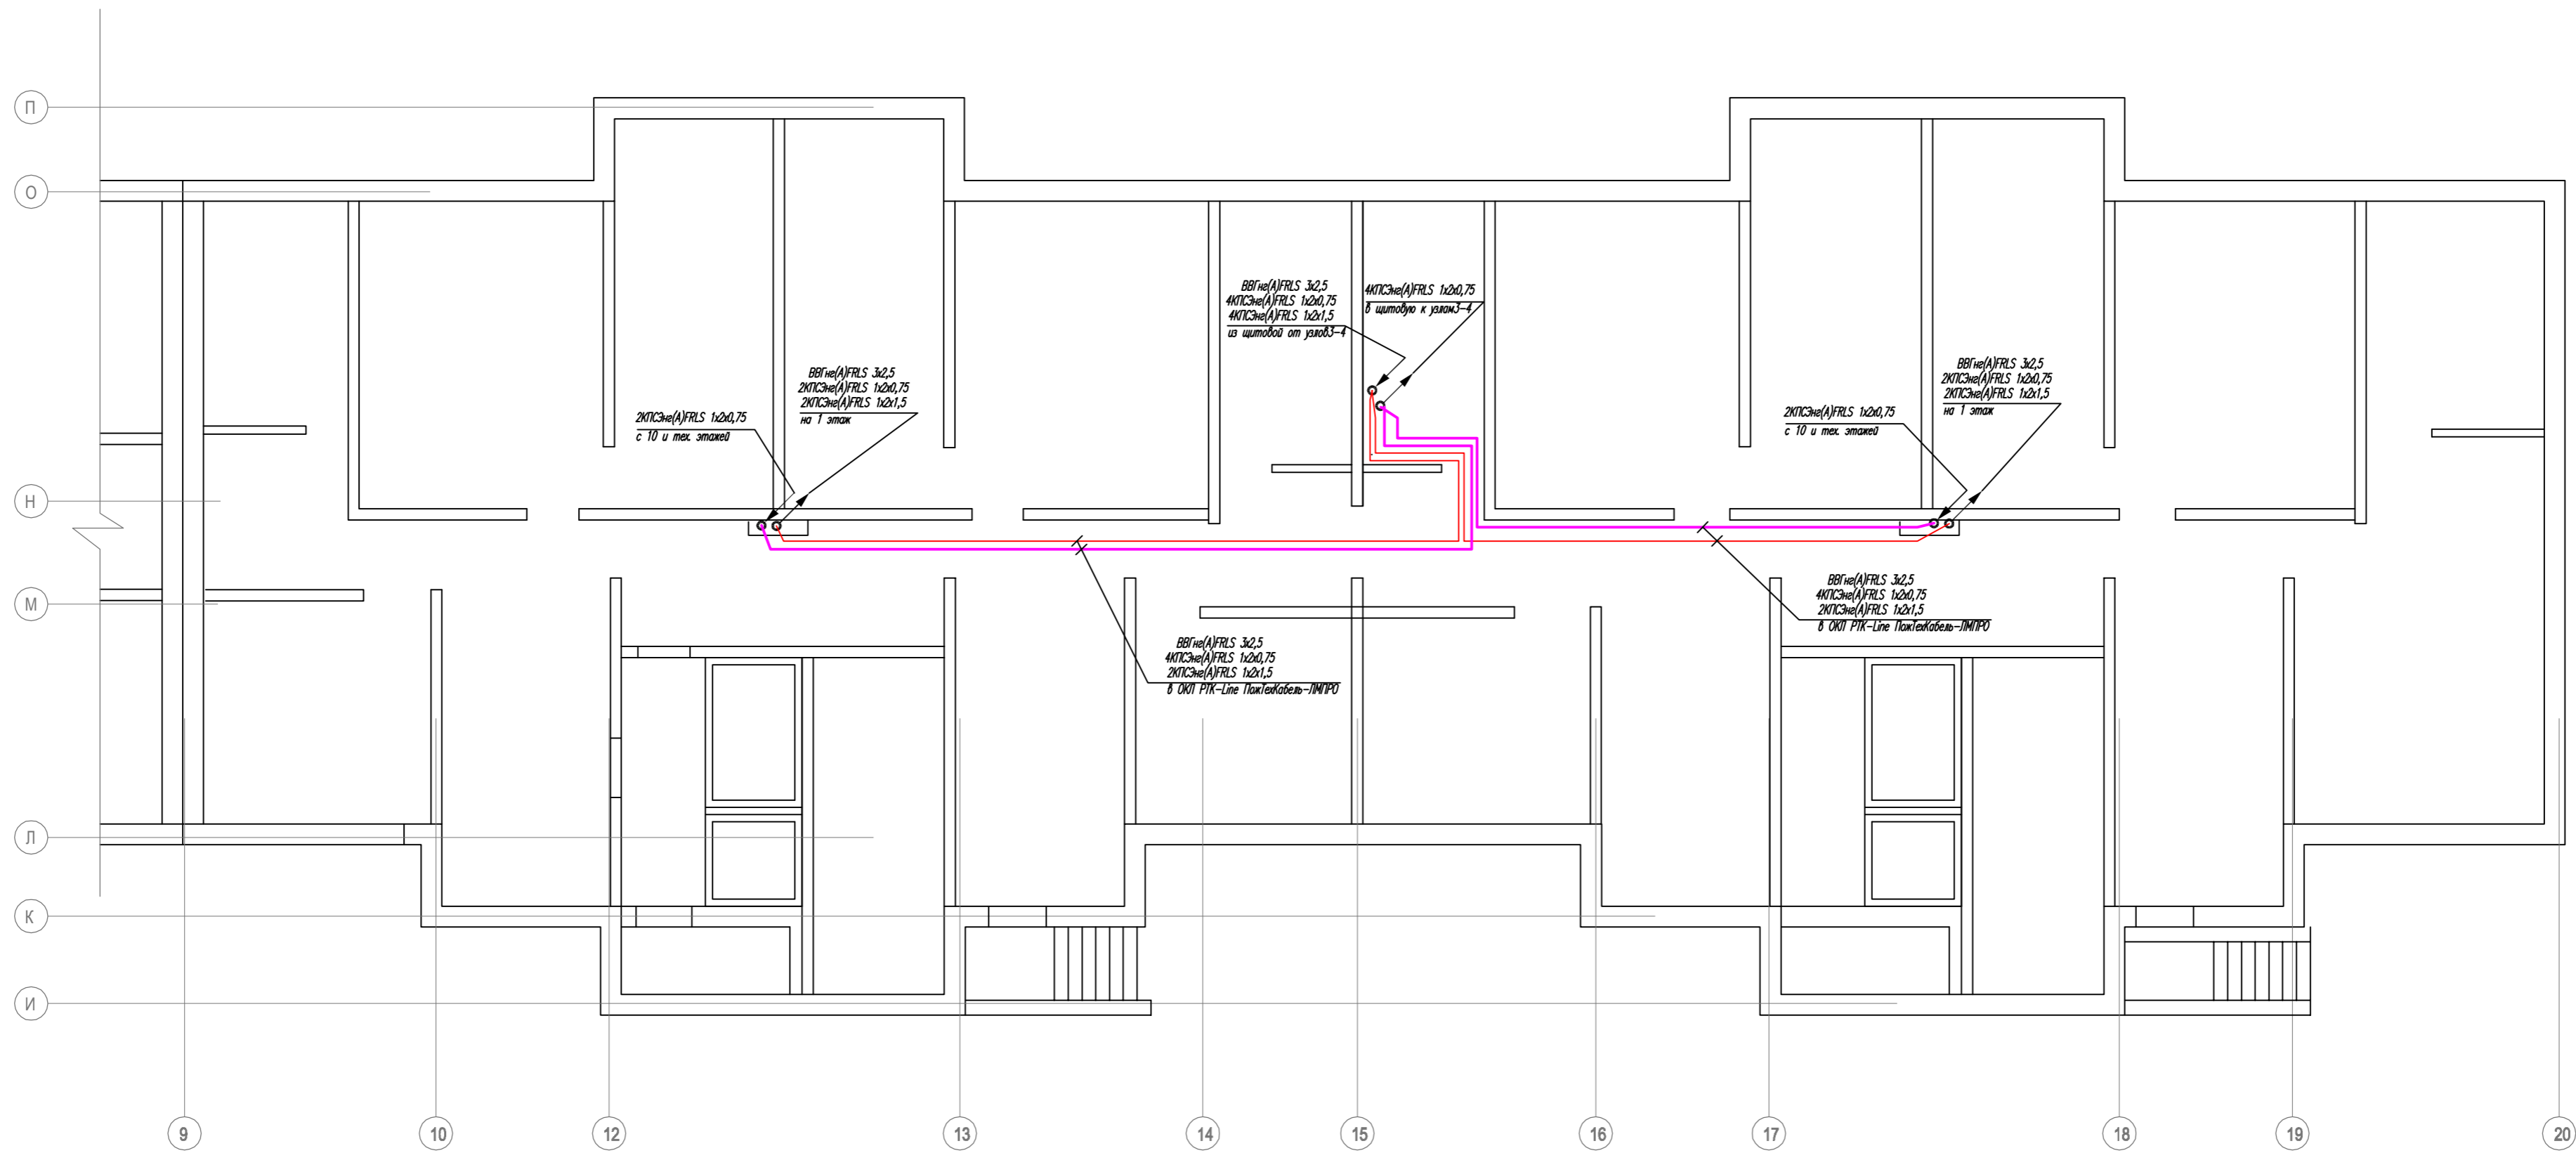 П
О
ВВГнг(А)FRLS 3х2,5
4КПСЭнг(А)FRLS 1х2х0,75
4КПСЭнг(А)FRLS 1х2х1,5
из щитовой от узлов3-4
4КПСЭнг(А)FRLS 1х2х0,75
в щитовую к узлам3-4
ВВГнг(А)FRLS 3х2,5
2КПСЭнг(А)FRLS 1х2х0,75
2КПСЭнг(А)FRLS 1х2х1,5
на 1 этаж
2КПСЭнг(А)FRLS 1х2х0,75
с 10 и тех. этажей
ВВГнг(А)FRLS 3х2,5
2КПСЭнг(А)FRLS 1х2х0,75
2КПСЭнг(А)FRLS 1х2х1,5
на 1 этаж
2КПСЭнг(А)FRLS 1х2х0,75
с 10 и тех. этажей
Н
М
ВВГнг(А)FRLS 3х2,5
4КПСЭнг(А)FRLS 1х2х0,75
2КПСЭнг(А)FRLS 1х2х1,5
в ОКЛ РТК-Line ПожТехКабель-ЛМПРО
ВВГнг(А)FRLS 3х2,5
4КПСЭнг(А)FRLS 1х2х0,75
2КПСЭнг(А)FRLS 1х2х1,5
в ОКЛ РТК-Line ПожТехКабель-ЛМПРО
Л
К
И
9 10 12 13 14 15 16 17 18 19 20